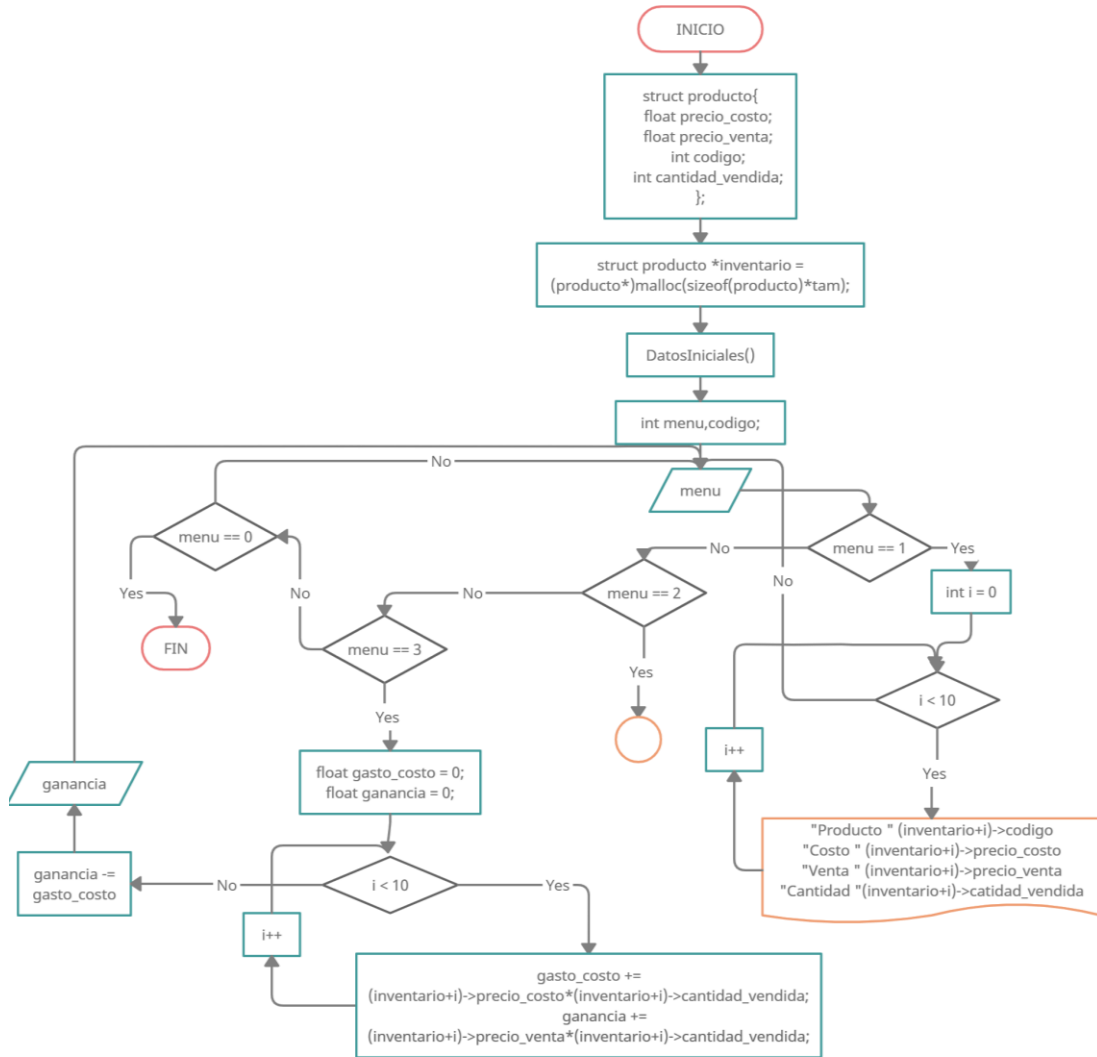 INICIO
struct producto{
float precio_costo;
float precio_venta;
int codigo;
int cantidad_vendida;
};
struct producto *inventario =
(producto*)malloc(sizeof(producto)*tam);
DatosIniciales()
int menu,codigo;
No
menu
menu == 0
menu == 1
No
Yes
No
Yes
No
No
menu == 2
int i = 0
FIN
menu == 3
Yes
i < 10
Yes
i++
Yes
ganancia
float gasto_costo = 0;
float ganancia = 0;
"Producto " (inventario+i)->codigo
"Costo " (inventario+i)->precio_costo
"Venta " (inventario+i)->precio_venta
"Cantidad "(inventario+i)->catidad_vendida
ganancia -=
gasto_costo
No
i < 10
Yes
i++
gasto_costo +=
(inventario+i)->precio_costo*(inventario+i)->cantidad_vendida;
ganancia +=
(inventario+i)->precio_venta*(inventario+i)->cantidad_vendida;